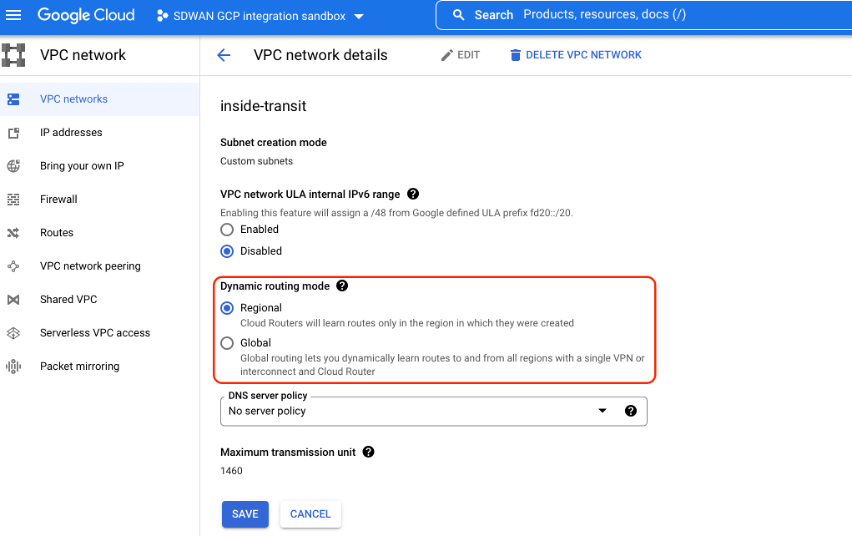 Google Cloud
SDWAN GCP integration sandbox
Search Products, resources, docs (/)
VPC network
VPC network details
EDIT
DELETE VPC NETWORK
VPC networks
IP addresses
Bring your own IP
Firewall
Routes
VPC network peering
Shared VPC
Serverless VPC access
Packet mirroring
inside-transit
Subnet creation mode
Custom subnets
VPC network ULA internal IPv6 range
Enabling this feature will assign a /48 from Google defined ULA prefix fd20::/20.
Enabled
Disabled
Dynamic routing mode
Regional
Cloud Routers will learn routes only in the region in which they were created
Global
Global routing lets you dynamically learn routes to and from all regions with a single VPN or
interconnect and Cloud Router
DNS server policy
No server policy
Maximum transmission unit
1460
SAVE
CANCEL